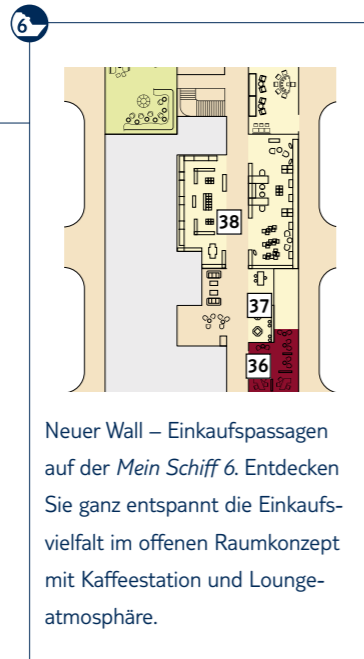 6
38
37
36
Neuer Wall – Einkaufspassagen
auf der Mein Schiff 6. Entdecken
Sie ganz entspannt die Einkaufs-
vielfalt im offenen Raumkonzept
mit Kaffeestation und Lounge-
atmosphäre.